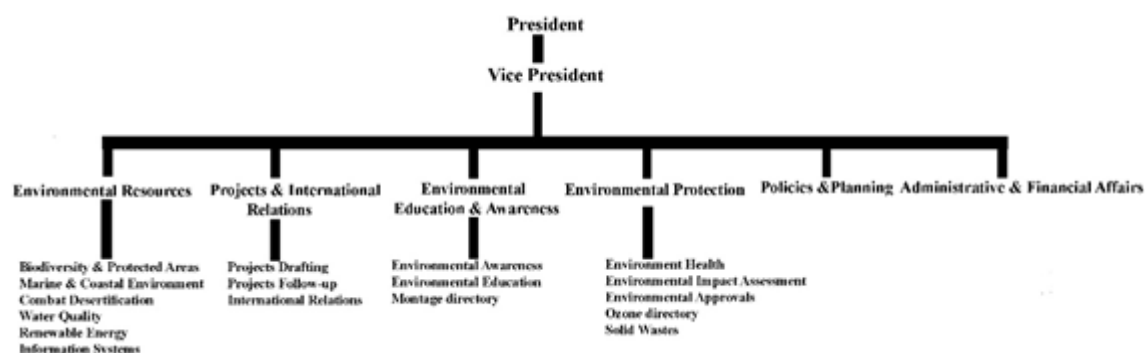 President
Vice President
Environmental Resources
Projects & International
Relations
Environmental
Education & Awareness
Environmental Protection
Policies &Planning
Administrative & Financial Affairs
Biodiversity & Protected Areas
Marine & Coastal Environment
Combat Desertification
Water Quality
Renewable Energy
Information Systems
Projects Drafting
Projects Follow-up
International Relations
Environmental Awareness
Environmental Education
Montage directory
Environment Health
Environmental Impact Assessment
Environmental Approvals
Ozone directory
Solid Wastes